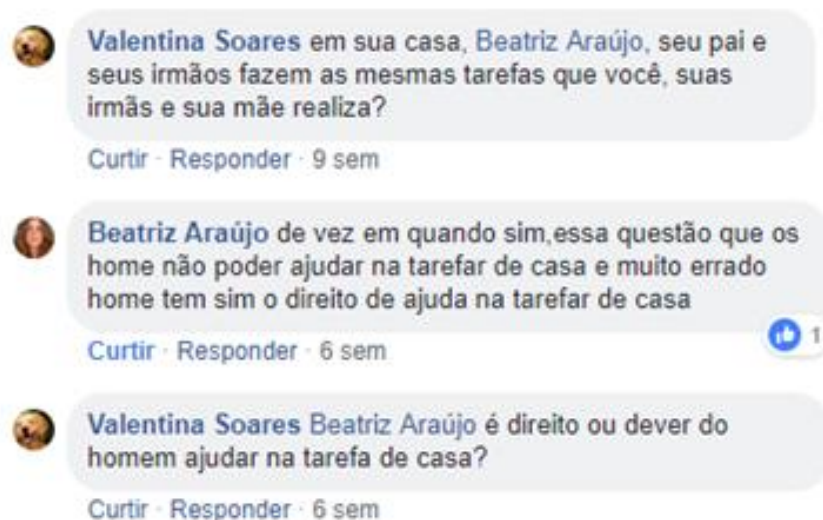 Valentina Soares em sua casa, Beatriz Araújo, seu pai e
seus irmãos fazem as mesmas tarefas que você, suas
irmãs e sua mãe realiza?
Curtir · Responder · 9 sem
Beatriz Araújo de vez em quando sim,essa questão que os
home não poder ajudar na tarefar de casa e muito errado
home tem sim o direito de ajuda na tarefar de casa
1
Curtir · Responder · 6 sem
Valentina Soares Beatriz Araújo é direito ou dever do
homem ajudar na tarefa de casa?
Curtir · Responder · 6 sem